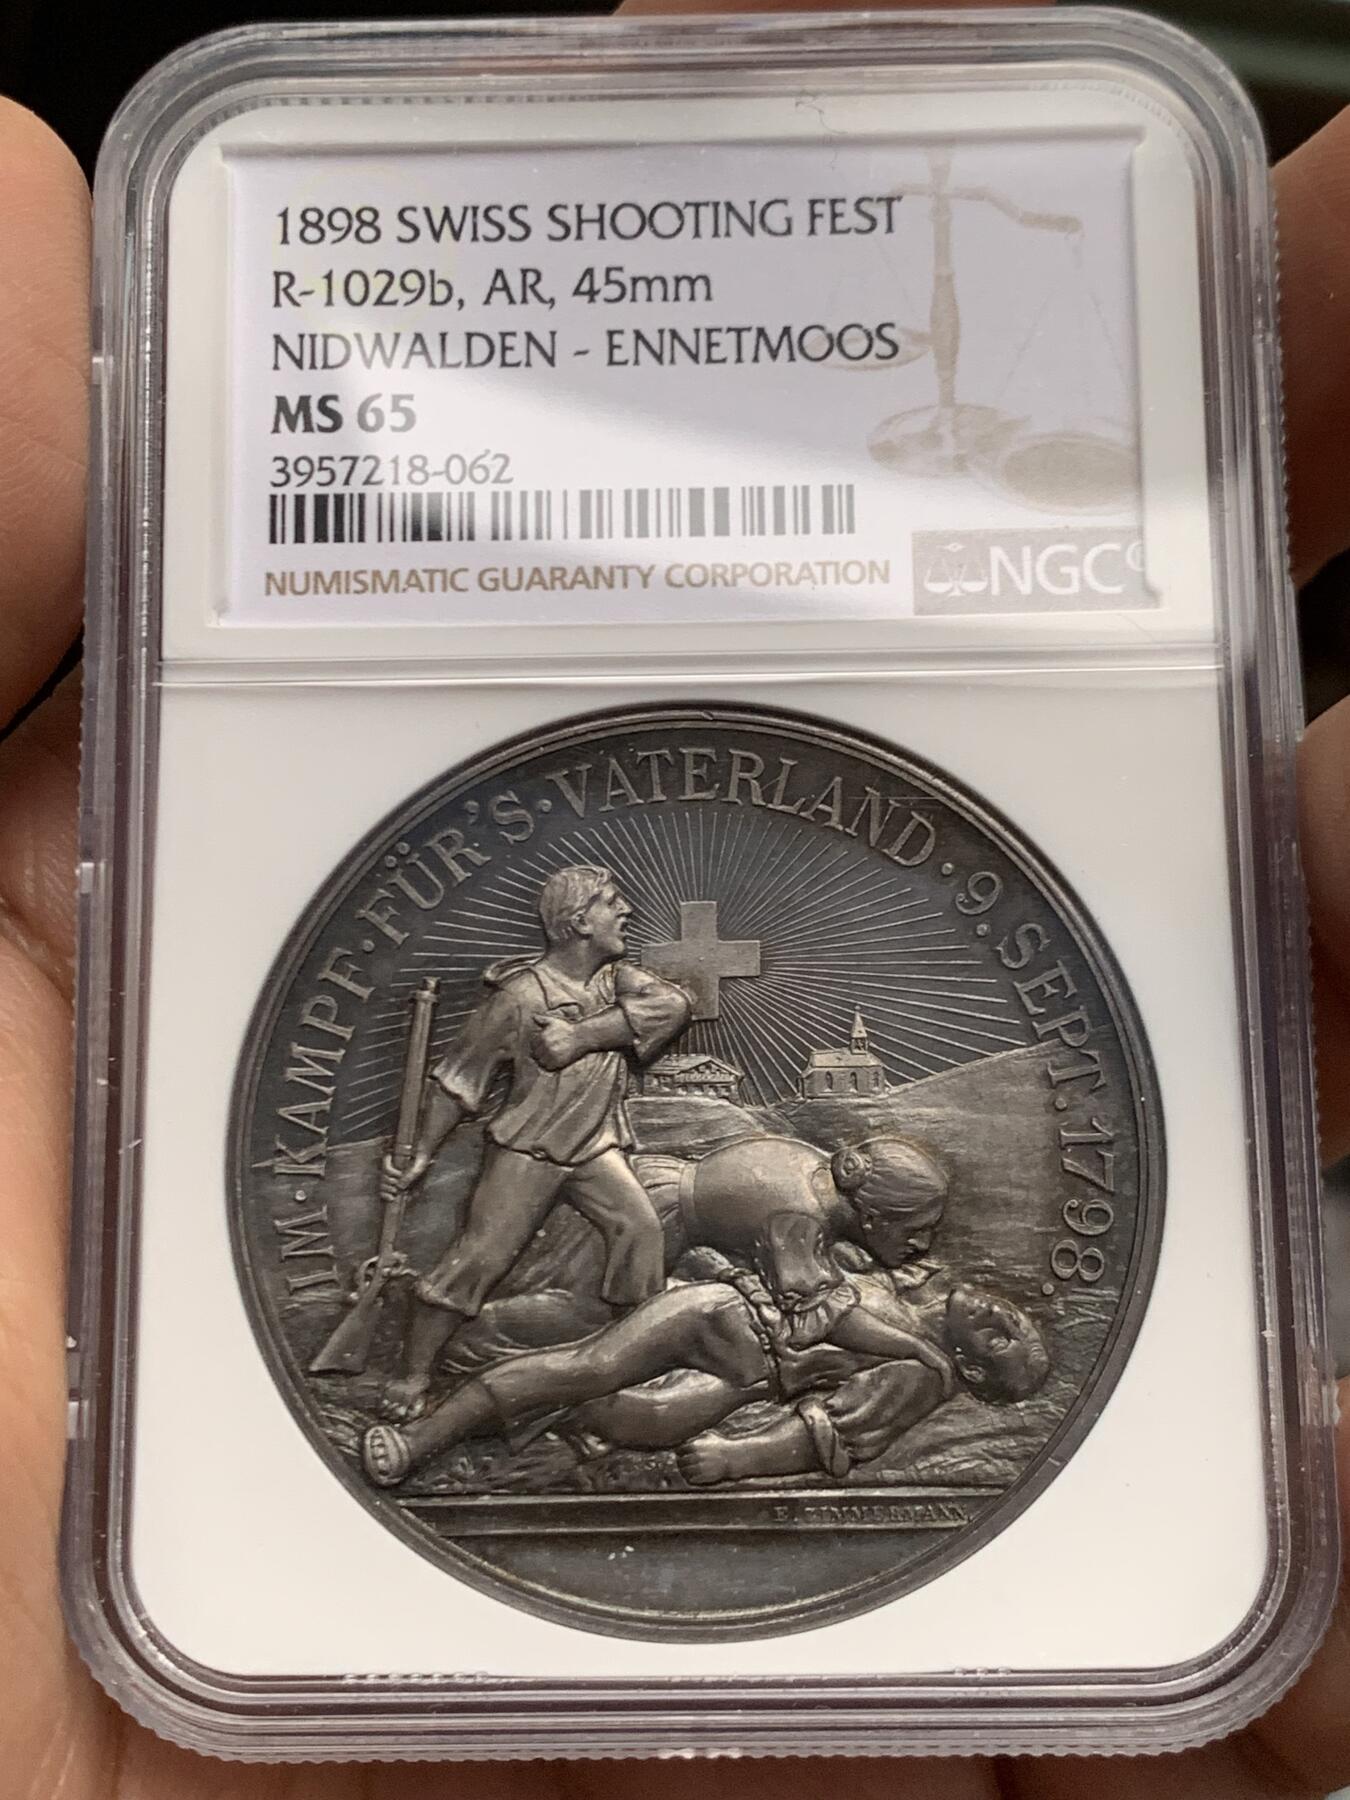 1898 SWISS SHOOTING FEST
R-1029b, AR, 45mm
NIDWALDEN - ENNETMOOS
MS 65
3957218-062
NUMISMATIC GUARANTY CORPORATION
NGC
IM·KAMPF·FÜR'S·VATERLAND·9.SEPT.1798.
E. ZIMMERMANN